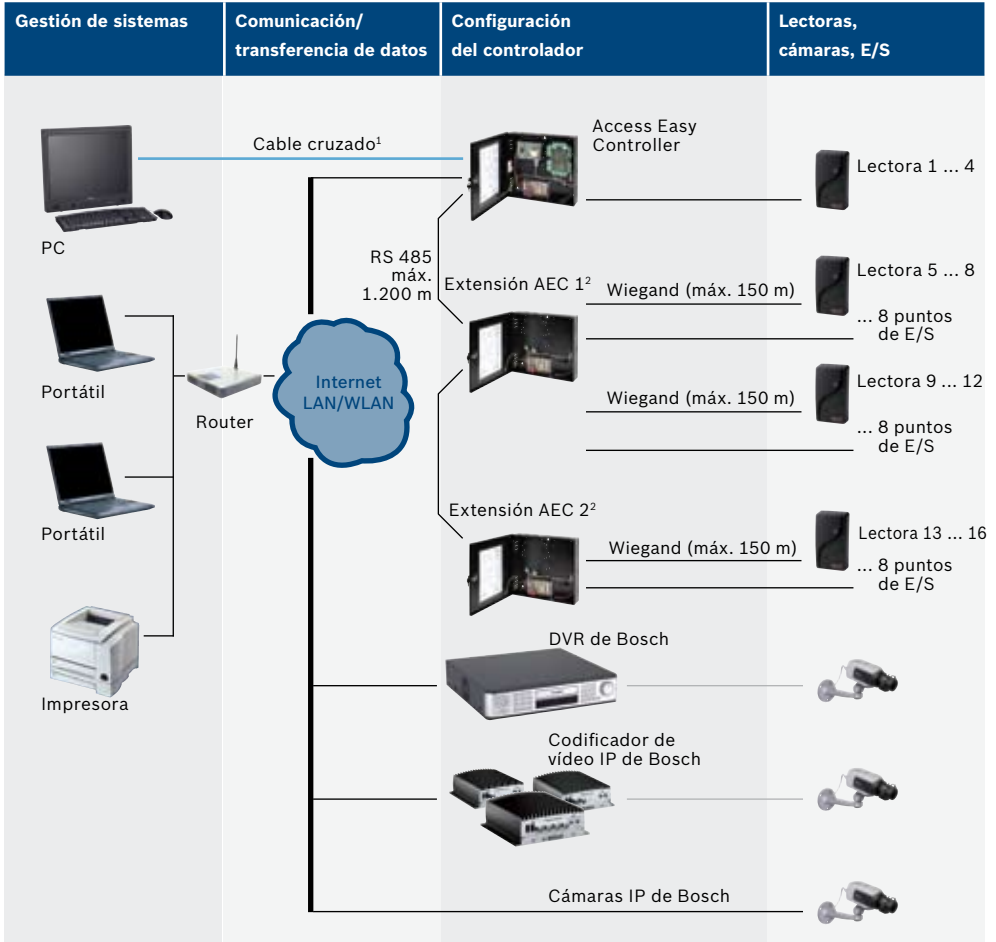 Gestión de sistemas
Comunicación/
transferencia de datos
Configuración
del controlador
Lectoras,
cámaras, E/S
Cable cruzado¹
Access Easy
Controller
Lectora 1 ... 4
PC
RS 485
máx.
1.200 m
Extensión AEC 1²
Wiegand (máx. 150 m)
Lectora 5 ... 8
... 8 puntos
de E/S
Portátil
Router
Internet
LAN/WLAN
Wiegand (máx. 150 m)
Lectora 9 ... 12
... 8 puntos
de E/S
Portátil
Extensión AEC 2²
Wiegand (máx. 150 m)
Lectora 13 ... 16
... 8 puntos
de E/S
Impresora
DVR de Bosch
Codificador de
vídeo IP de Bosch
Cámaras IP de Bosch